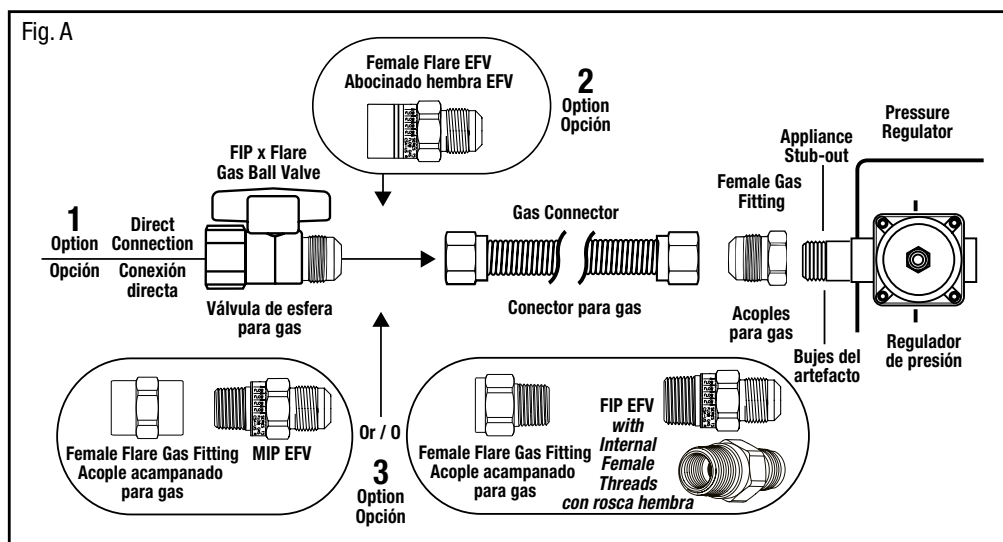 Fig. A
Female Flare EFV
Abocinado hembra EFV
2
Option
Opción
FIP x Flare
Gas Ball Valve
1
Option
Opción
Direct
Connection
Conexión
directa
Válvula de esfera
para gas
Gas Connector
Conector para gas
Female Gas
Fitting
Acoples
para gas
Appliance
Stub-out
Bujes del
artefacto
Pressure
Regulator
Regulador
de presión
Female Flare Gas Fitting
Acople acampanado
para gas
MIP EFV
Or / O
3
Option
Opción
Female Flare Gas Fitting
Acople acampanado
para gas
FIP EFV
with
Internal
Female
Threads
con rosca hembra